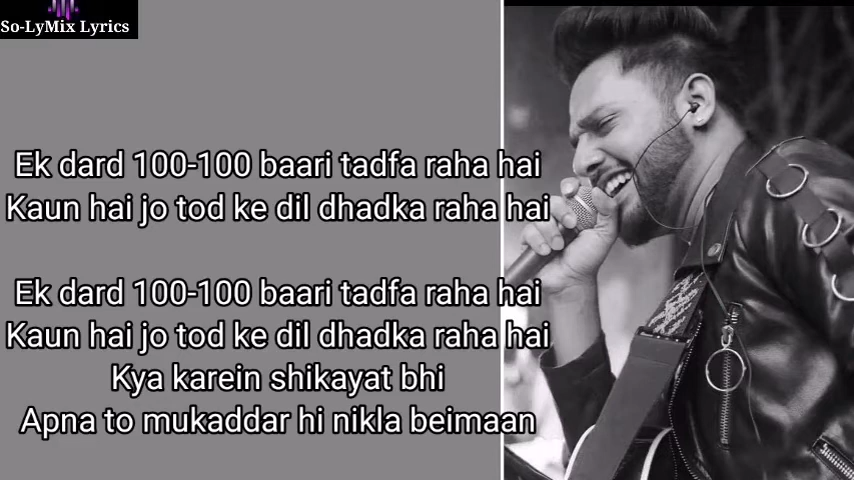 So-LyMix Lyrics
Ek dard 100-100 baari tadfa raha hai
Kaun hai jo tod ke dil dhadka raha hai
Ek dard 100-100 baari tadfa raha hai
Kaun hai jo tod ke dil dhadka raha hai
Kya karein shikayat bhi
Apna to mukaddar hi nikla beimaan